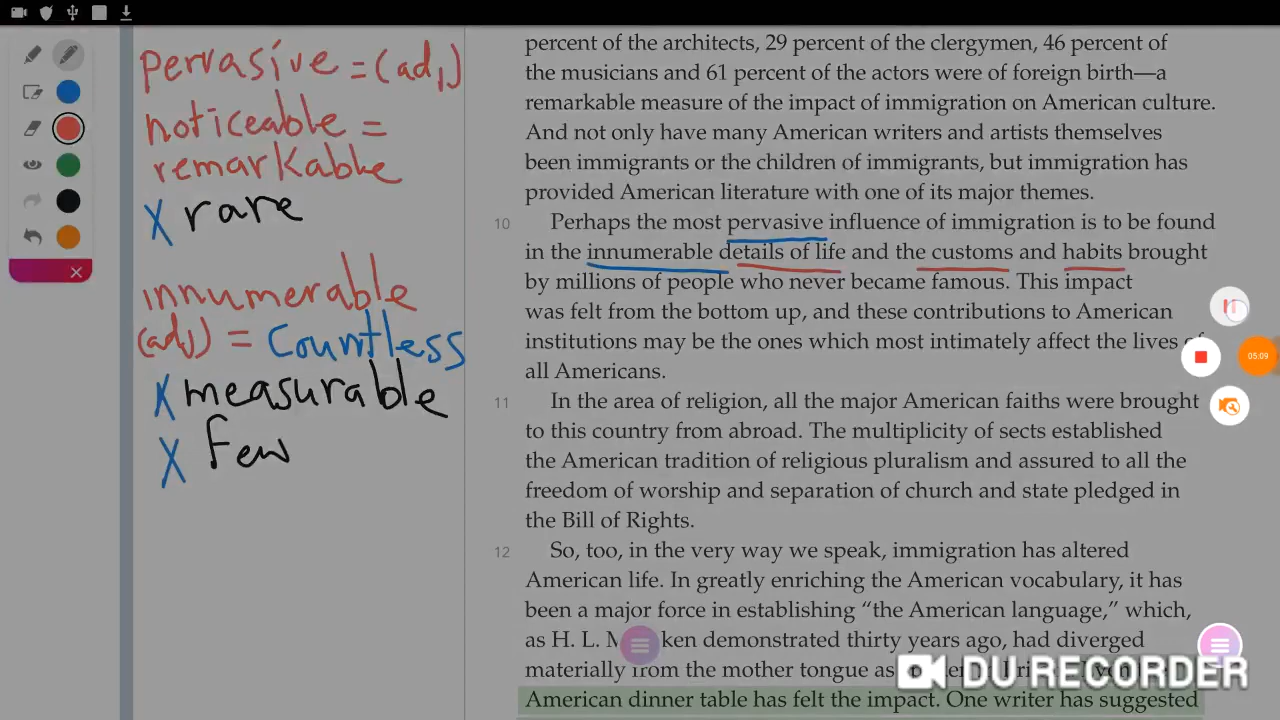 pervasive = (adj)
noticeable =
remarkable
X rare
innumerable
(adj) = Countless
X measurable
X few
percent of the architects, 29 percent of the clergymen, 46 percent of
the musicians and 61 percent of the actors were of foreign birth—a
remarkable measure of the impact of immigration on American culture.
And not only have many American writers and artists themselves
been immigrants or the children of immigrants, but immigration has
provided American literature with one of its major themes.
10 Perhaps the most pervasive influence of immigration is to be found
in the innumerable details of life and the customs and habits brought
by millions of people who never became famous. This impact
was felt from the bottom up, and these contributions to American
institutions may be the ones which most intimately affect the lives of
all Americans.
11 In the area of religion, all the major American faiths were brought
to this country from abroad. The multiplicity of sects established
the American tradition of religious pluralism and assured to all the
freedom of worship and separation of church and state pledged in
the Bill of Rights.
12 So, too, in the very way we speak, immigration has altered
American life. In greatly enriching the American vocabulary, it has
been a major force in establishing “the American language,” which,
as H. L. M ken demonstrated thirty years ago, had diverged
materially from the mother tongue as
American dinner table has felt the impact. One writer has suggested
05:09
DU RECORDER